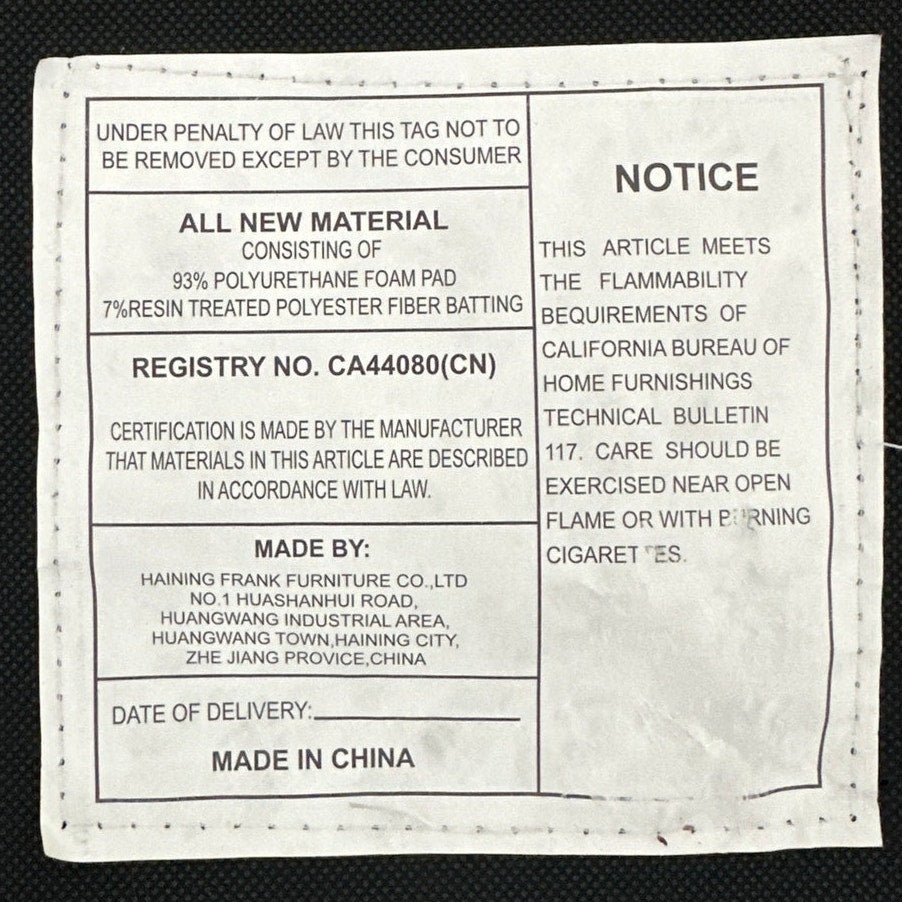 UNDER PENALTY OF LAW THIS TAG NOT TO
BE REMOVED EXCEPT BY THE CONSUMER
ALL NEW MATERIAL
CONSISTING OF
93% POLYURETHANE FOAM PAD
7%RESIN TREATED POLYESTER FIBER BATTING
REGISTRY NO. CA44080(CN)
CERTIFICATION IS MADE BY THE MANUFACTURER
THAT MATERIALS IN THIS ARTICLE ARE DESCRIBED
IN ACCORDANCE WITH LAW.
MADE BY:
HAINING FRANK FURNITURE CO.,LTD
NO.1 HUASHANHUI ROAD,
HUANGWANG INDUSTRIAL AREA,
HUANGWANG TOWN,HAINING CITY,
ZHE JIANG PROVICE,CHINA
DATE OF DELIVERY:
MADE IN CHINA
NOTICE
THIS ARTICLE MEETS
THE FLAMMABILITY
BEQUIREMENTS OF
CALIFORNIA BUREAU OF
HOME FURNISHINGS
TECHNICAL BULLETIN
117. CARE SHOULD BE
EXERCISED NEAR OPEN
FLAME OR WITH BURNING
CIGARETTES.